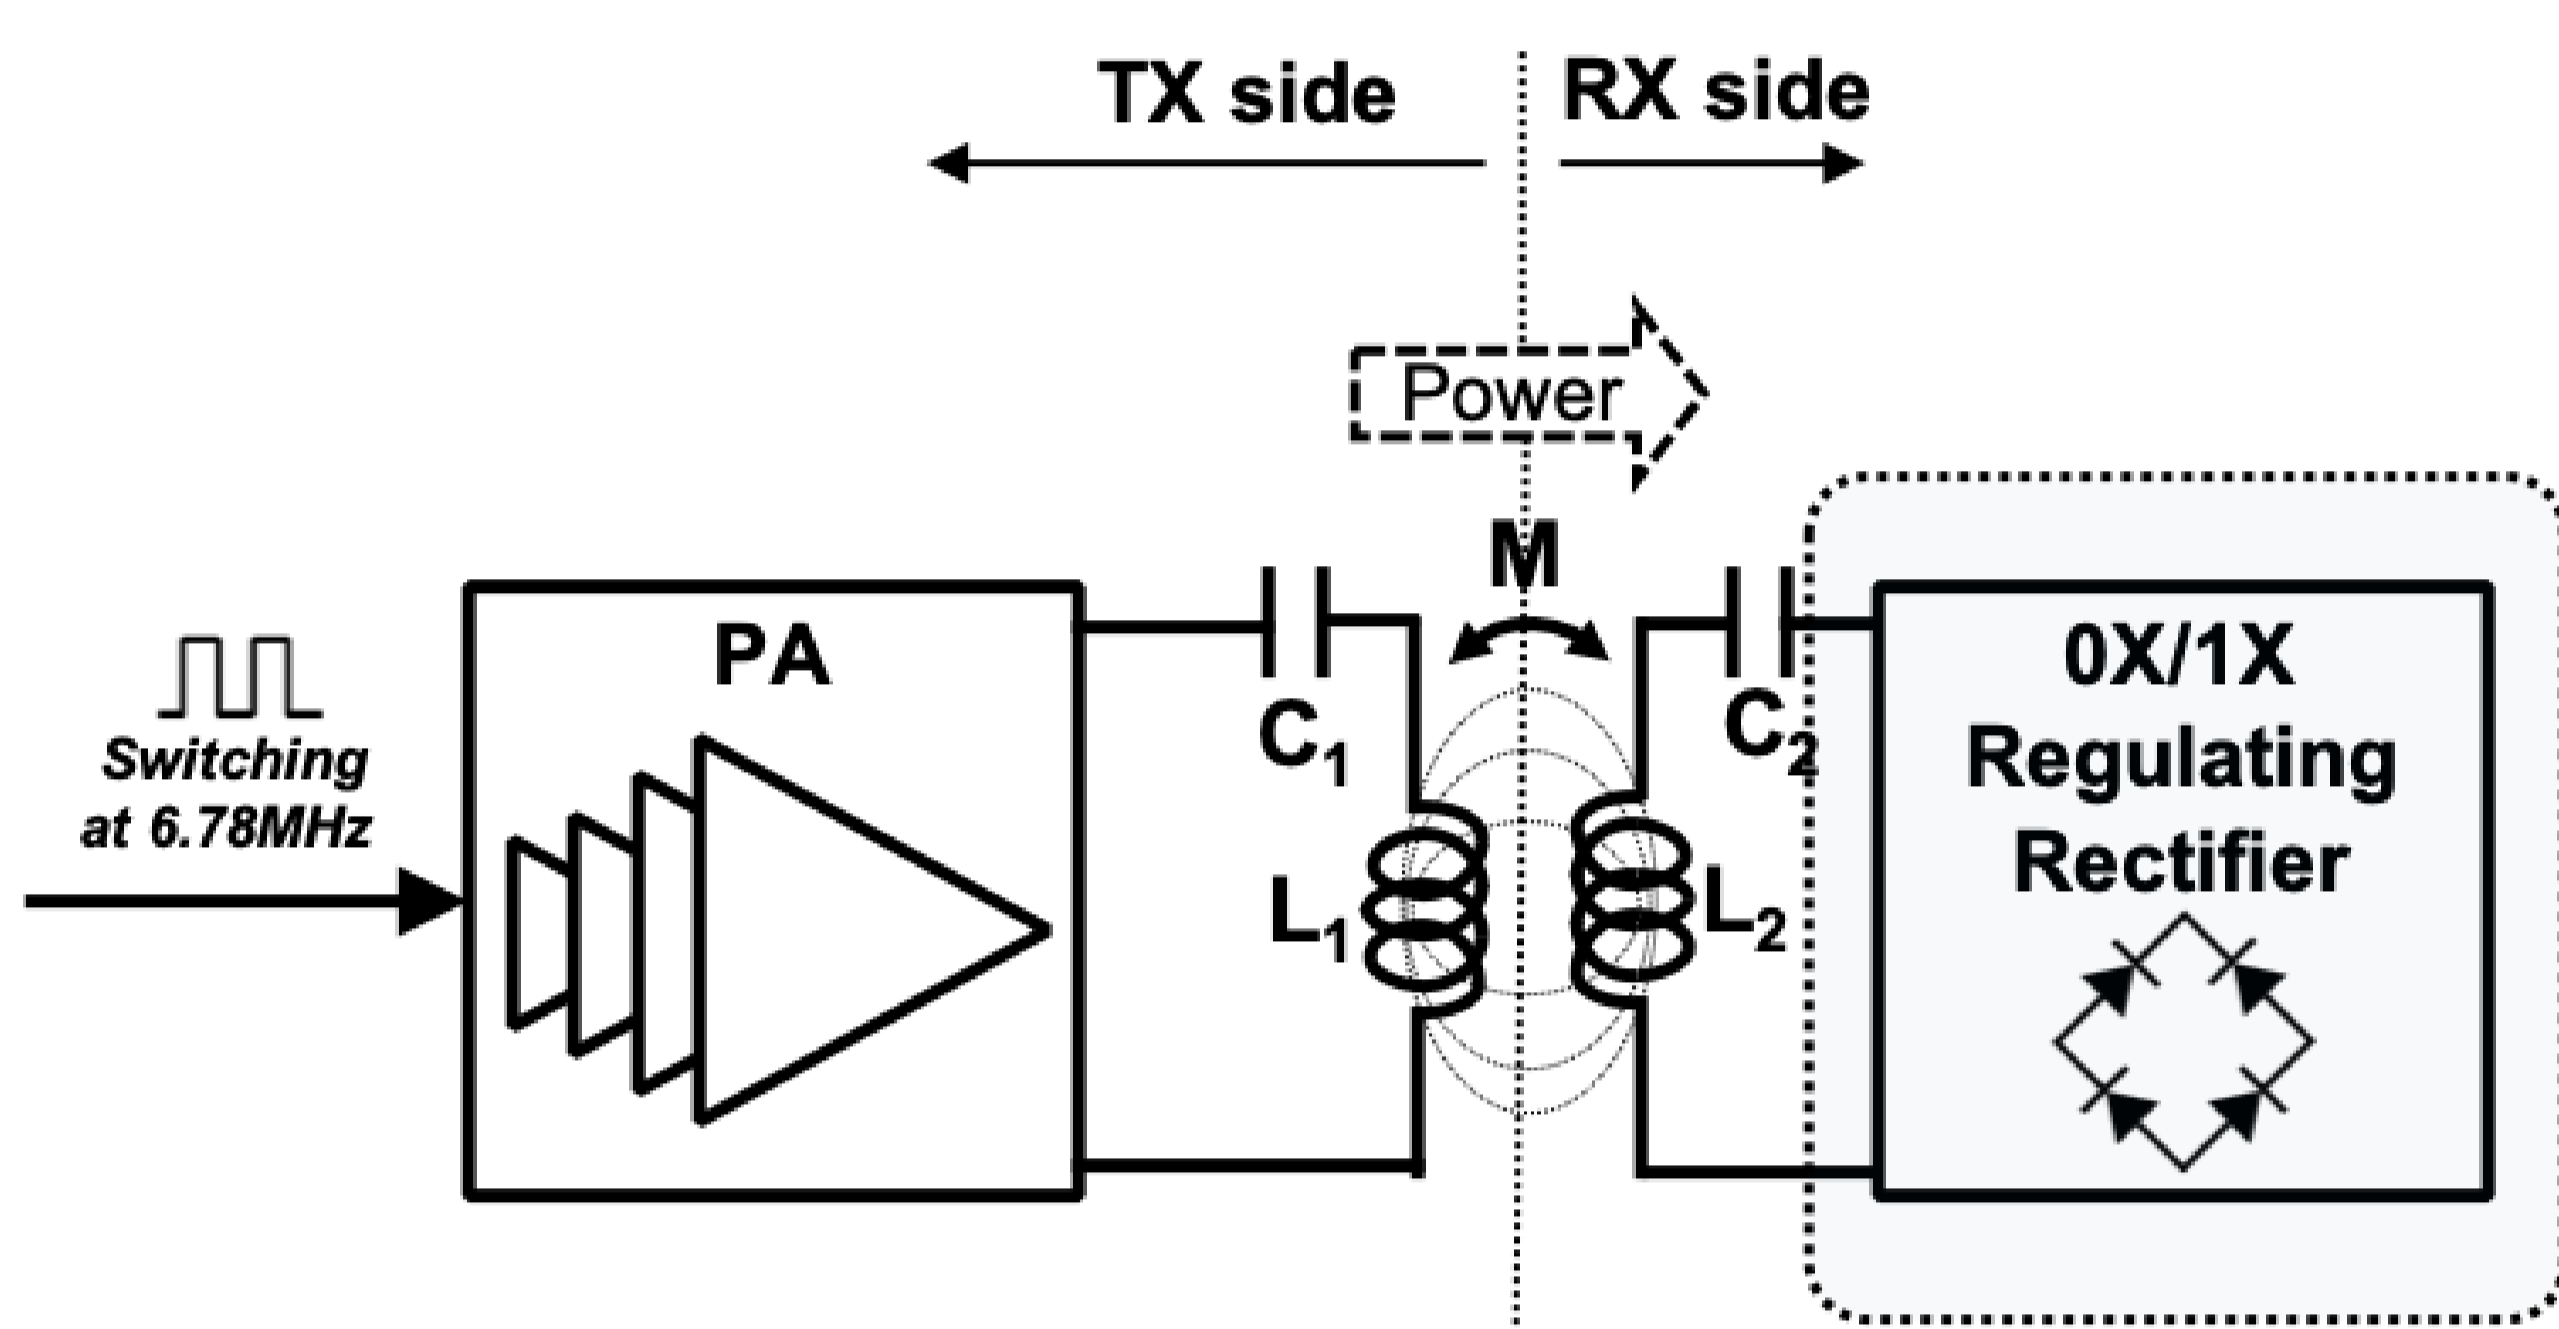 TX side
RX side
Power
M
PA
0X/1X
Regulating
Rectifier
Switching
at 6.78MHz
C1
C2
L1
L2